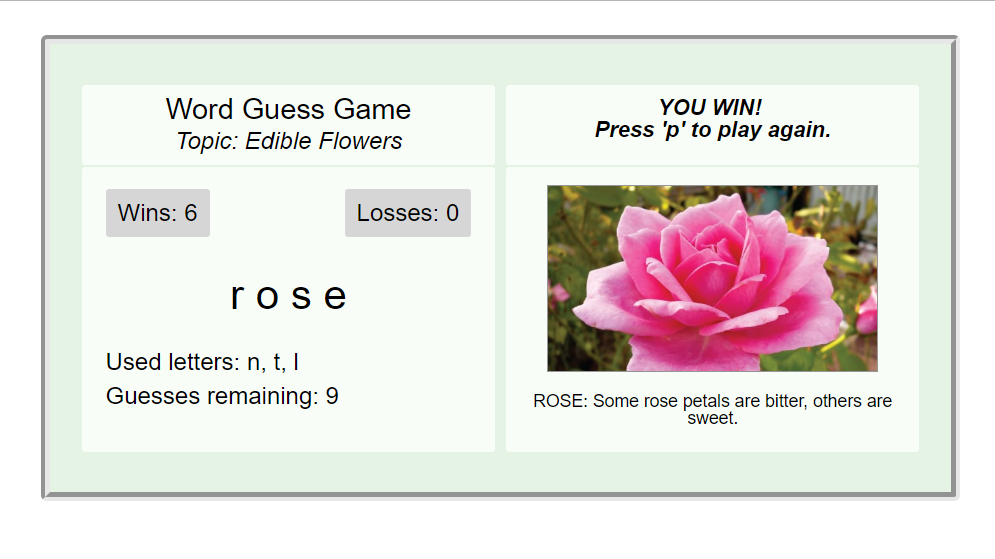 Word Guess Game
Topic: Edible Flowers
YOU WIN!
Press 'p' to play again.
Wins: 6
Losses: 0
r o s e
Used letters: n, t, l
Guesses remaining: 9
ROSE: Some rose petals are bitter, others are
sweet.